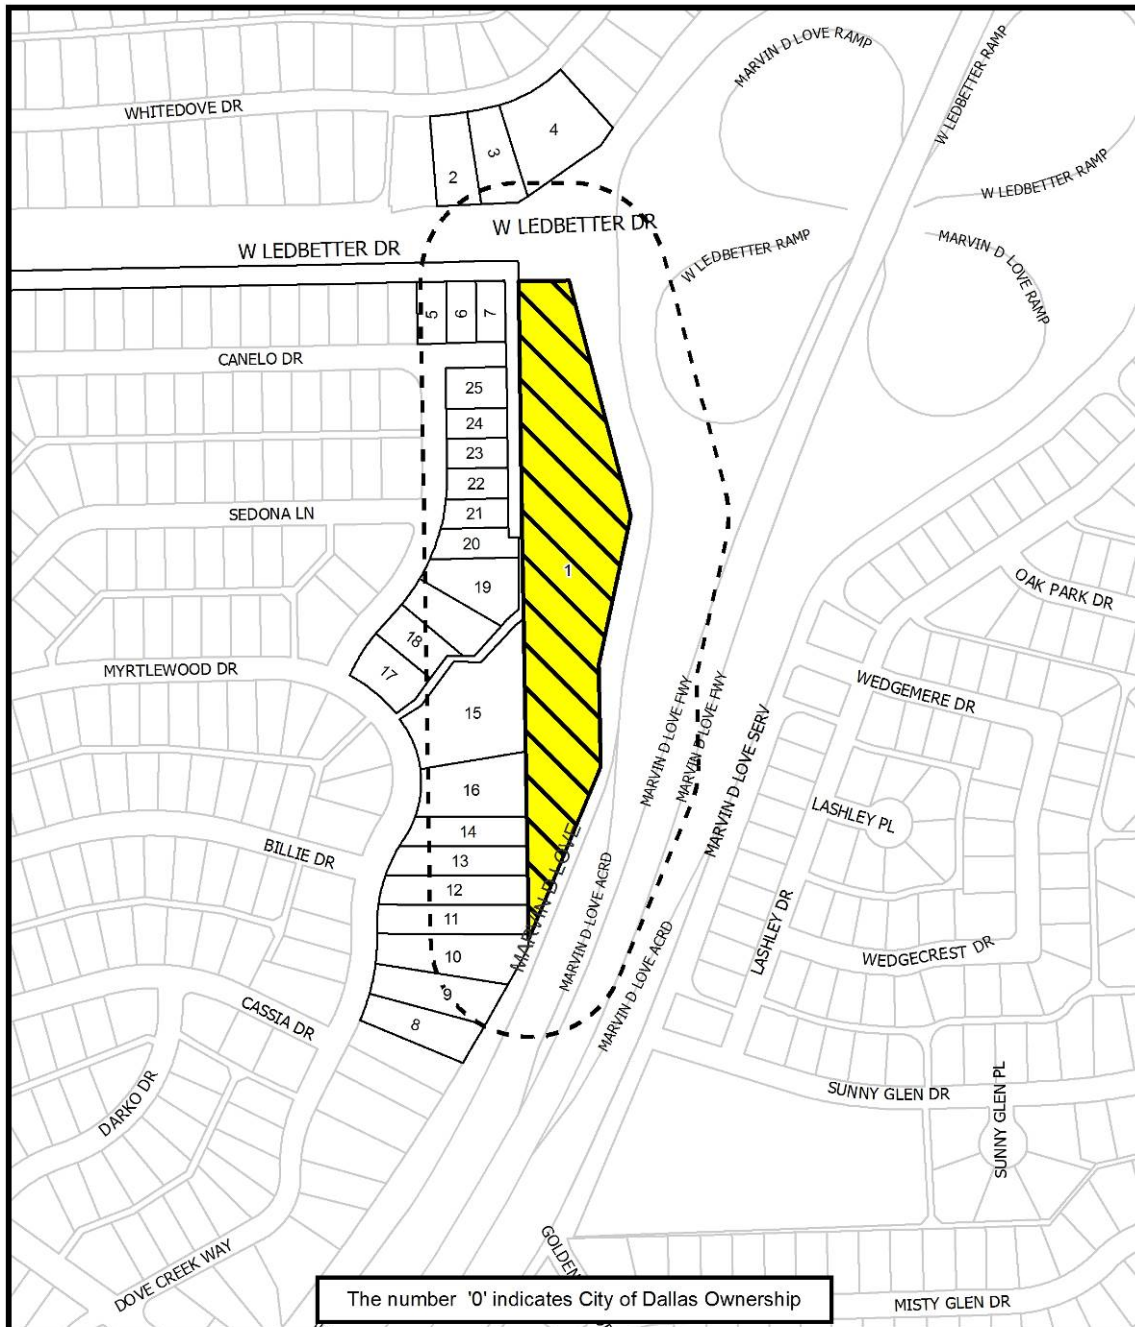 MARVIN D LOVE RAMP
W LEDBETTER RAMP
WHITEDOVE DR
4
3
2
W LEDBETTER RAMP
W LEDBETTER DR
W LEDBETTER DR
W LEDBETTER RAMP
MARVIN D LOVE RAMP
5
6
7
CANELO DR
25
24
23
22
21
SEDONA LN
20
19
1
OAK PARK DR
18
17
MYRTLEWOOD DR
WEDGEMERE DR
15
MARVIN D LOVE FWY
MARVIN D LOVE FWY
MARVIN D LOVE SERV
16
LASHLEY PL
14
BILLIE DR
13
12
11
MARVIN D LOVE
MARVIN D LOVE ACRD
LASHLEY DR
WEDGECREST DR
10
9
8
MARVIN D LOVE ACRD
CASSIA DR
DARKO DR
SUNNY GLEN DR
SUNNY GLEN PL
DOVE CREEK WAY
GOLDEN
The number '0' indicates City of Dallas Ownership
MISTY GLEN DR